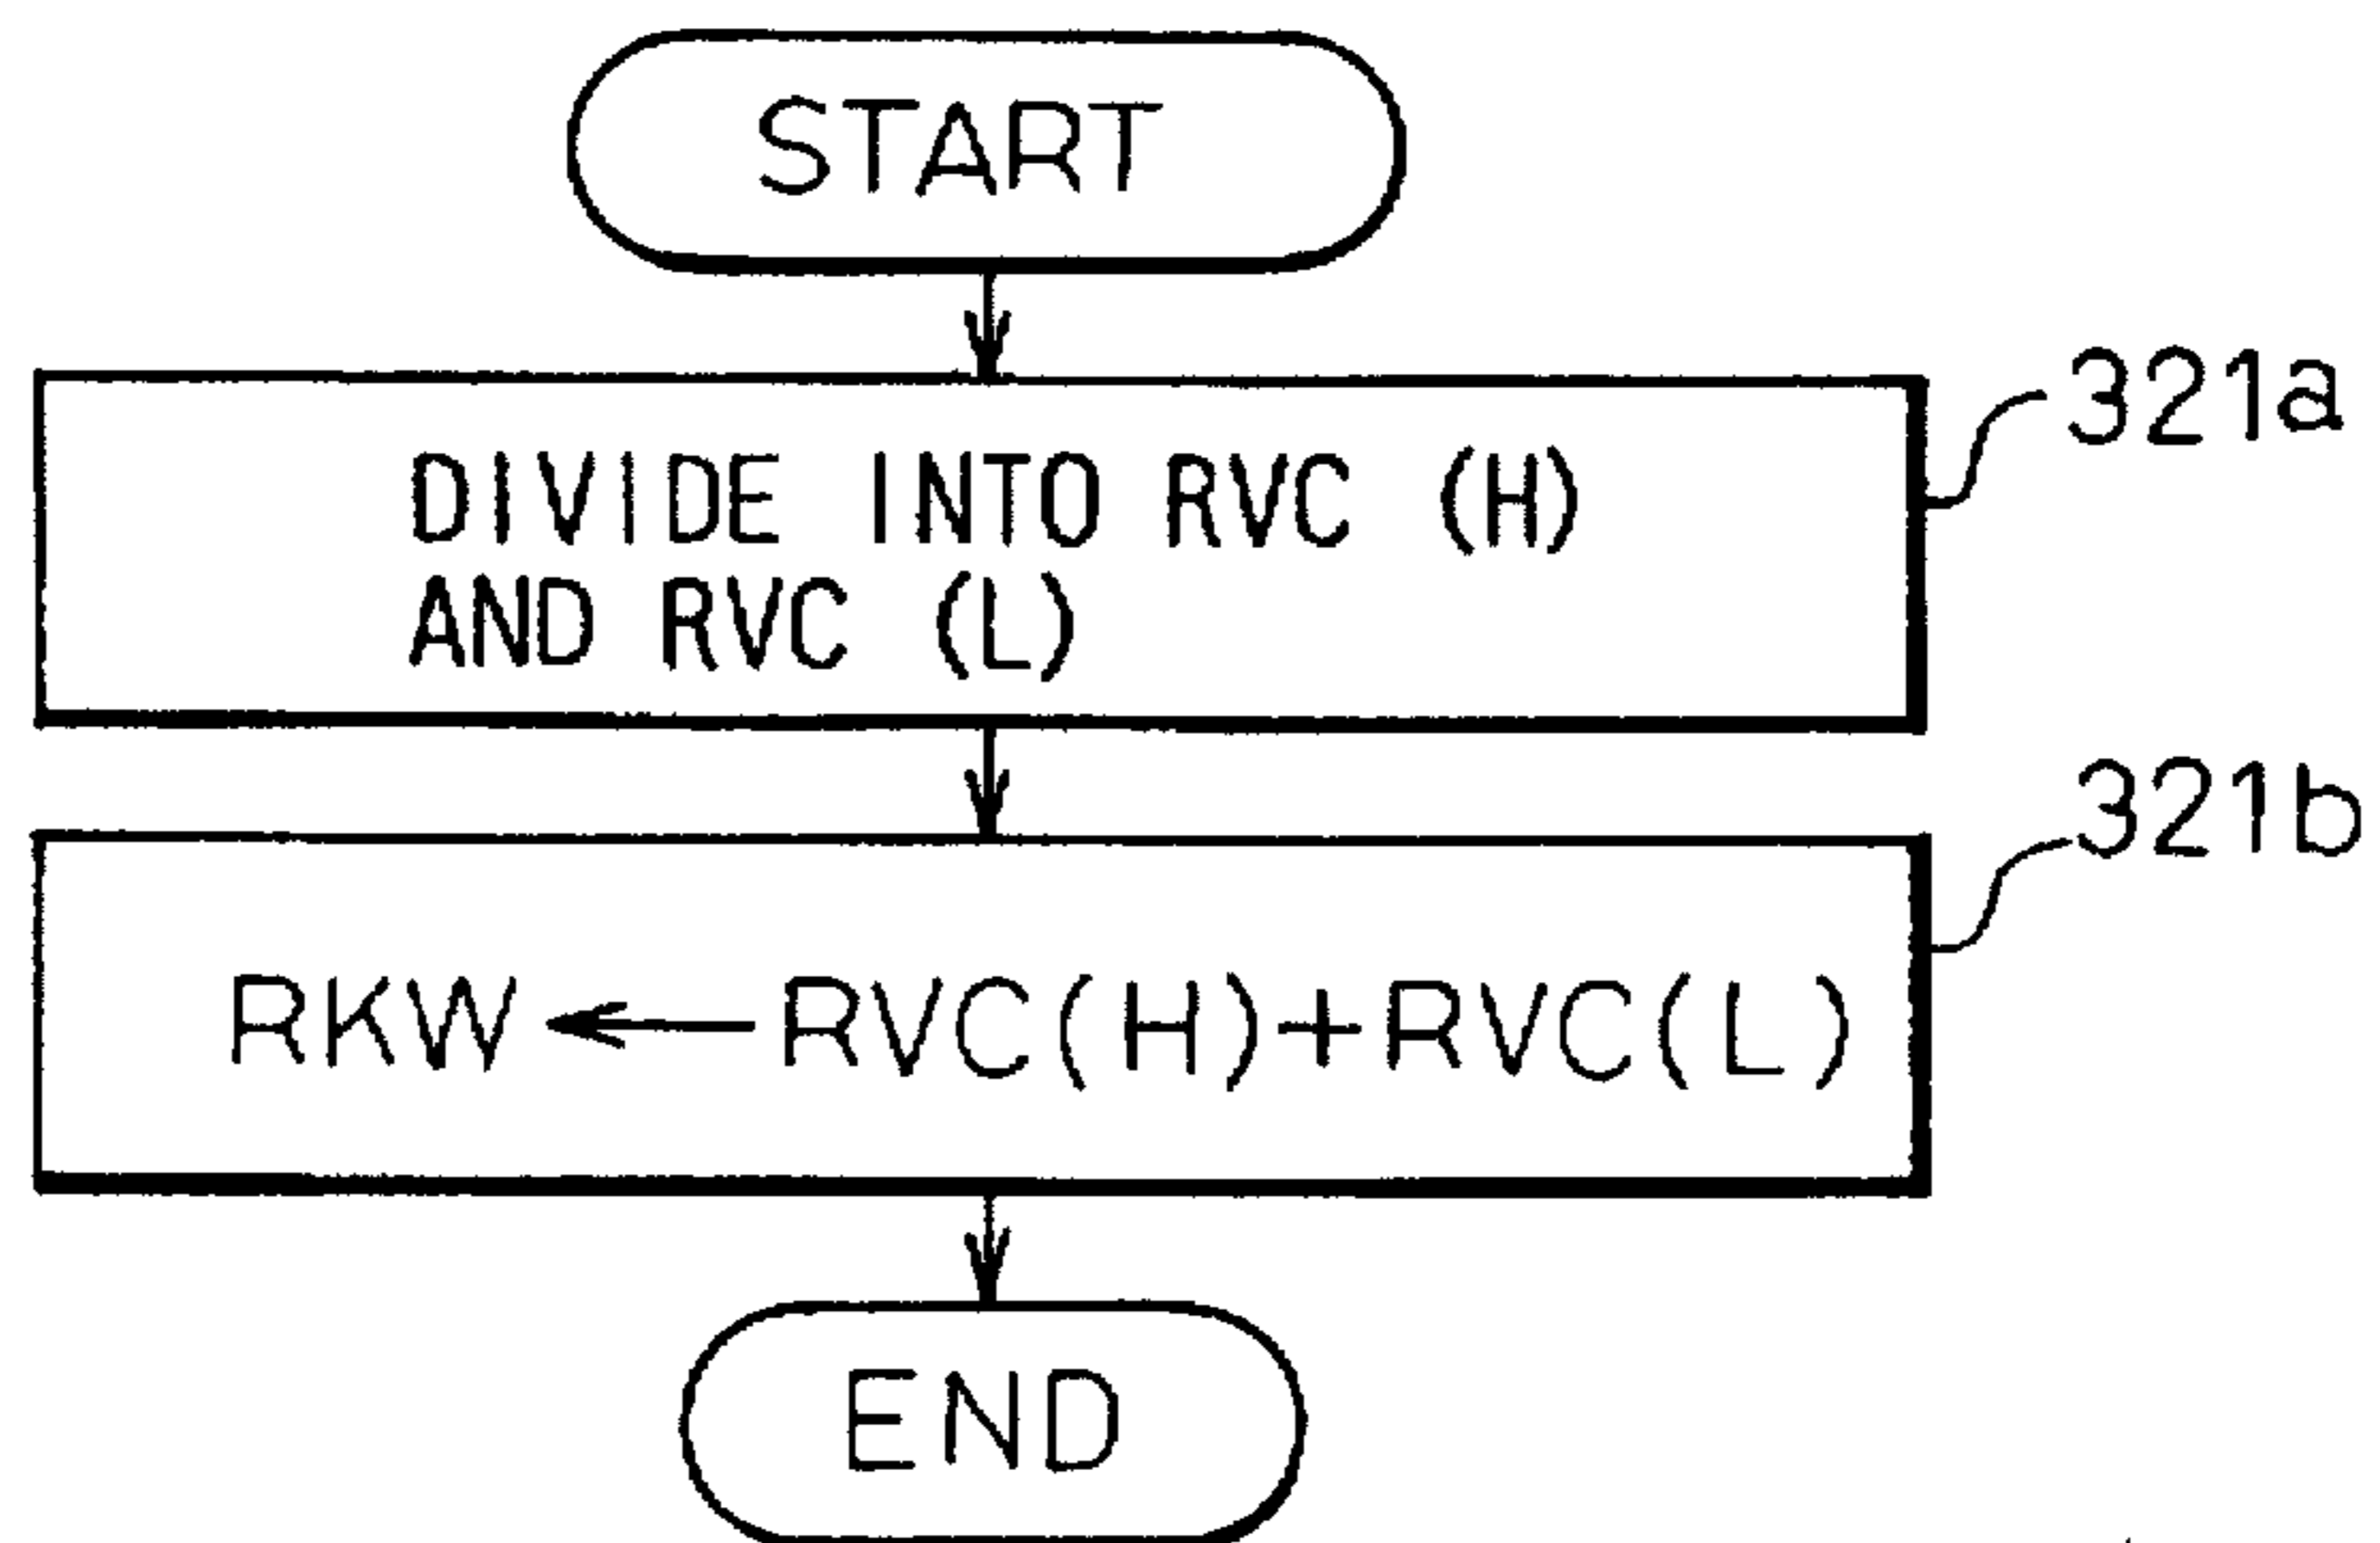 START
321a
DIVIDE INTO RVC (H)
AND RVC (L)
321b
RKW ← RVC(H)+RVC(L)
END